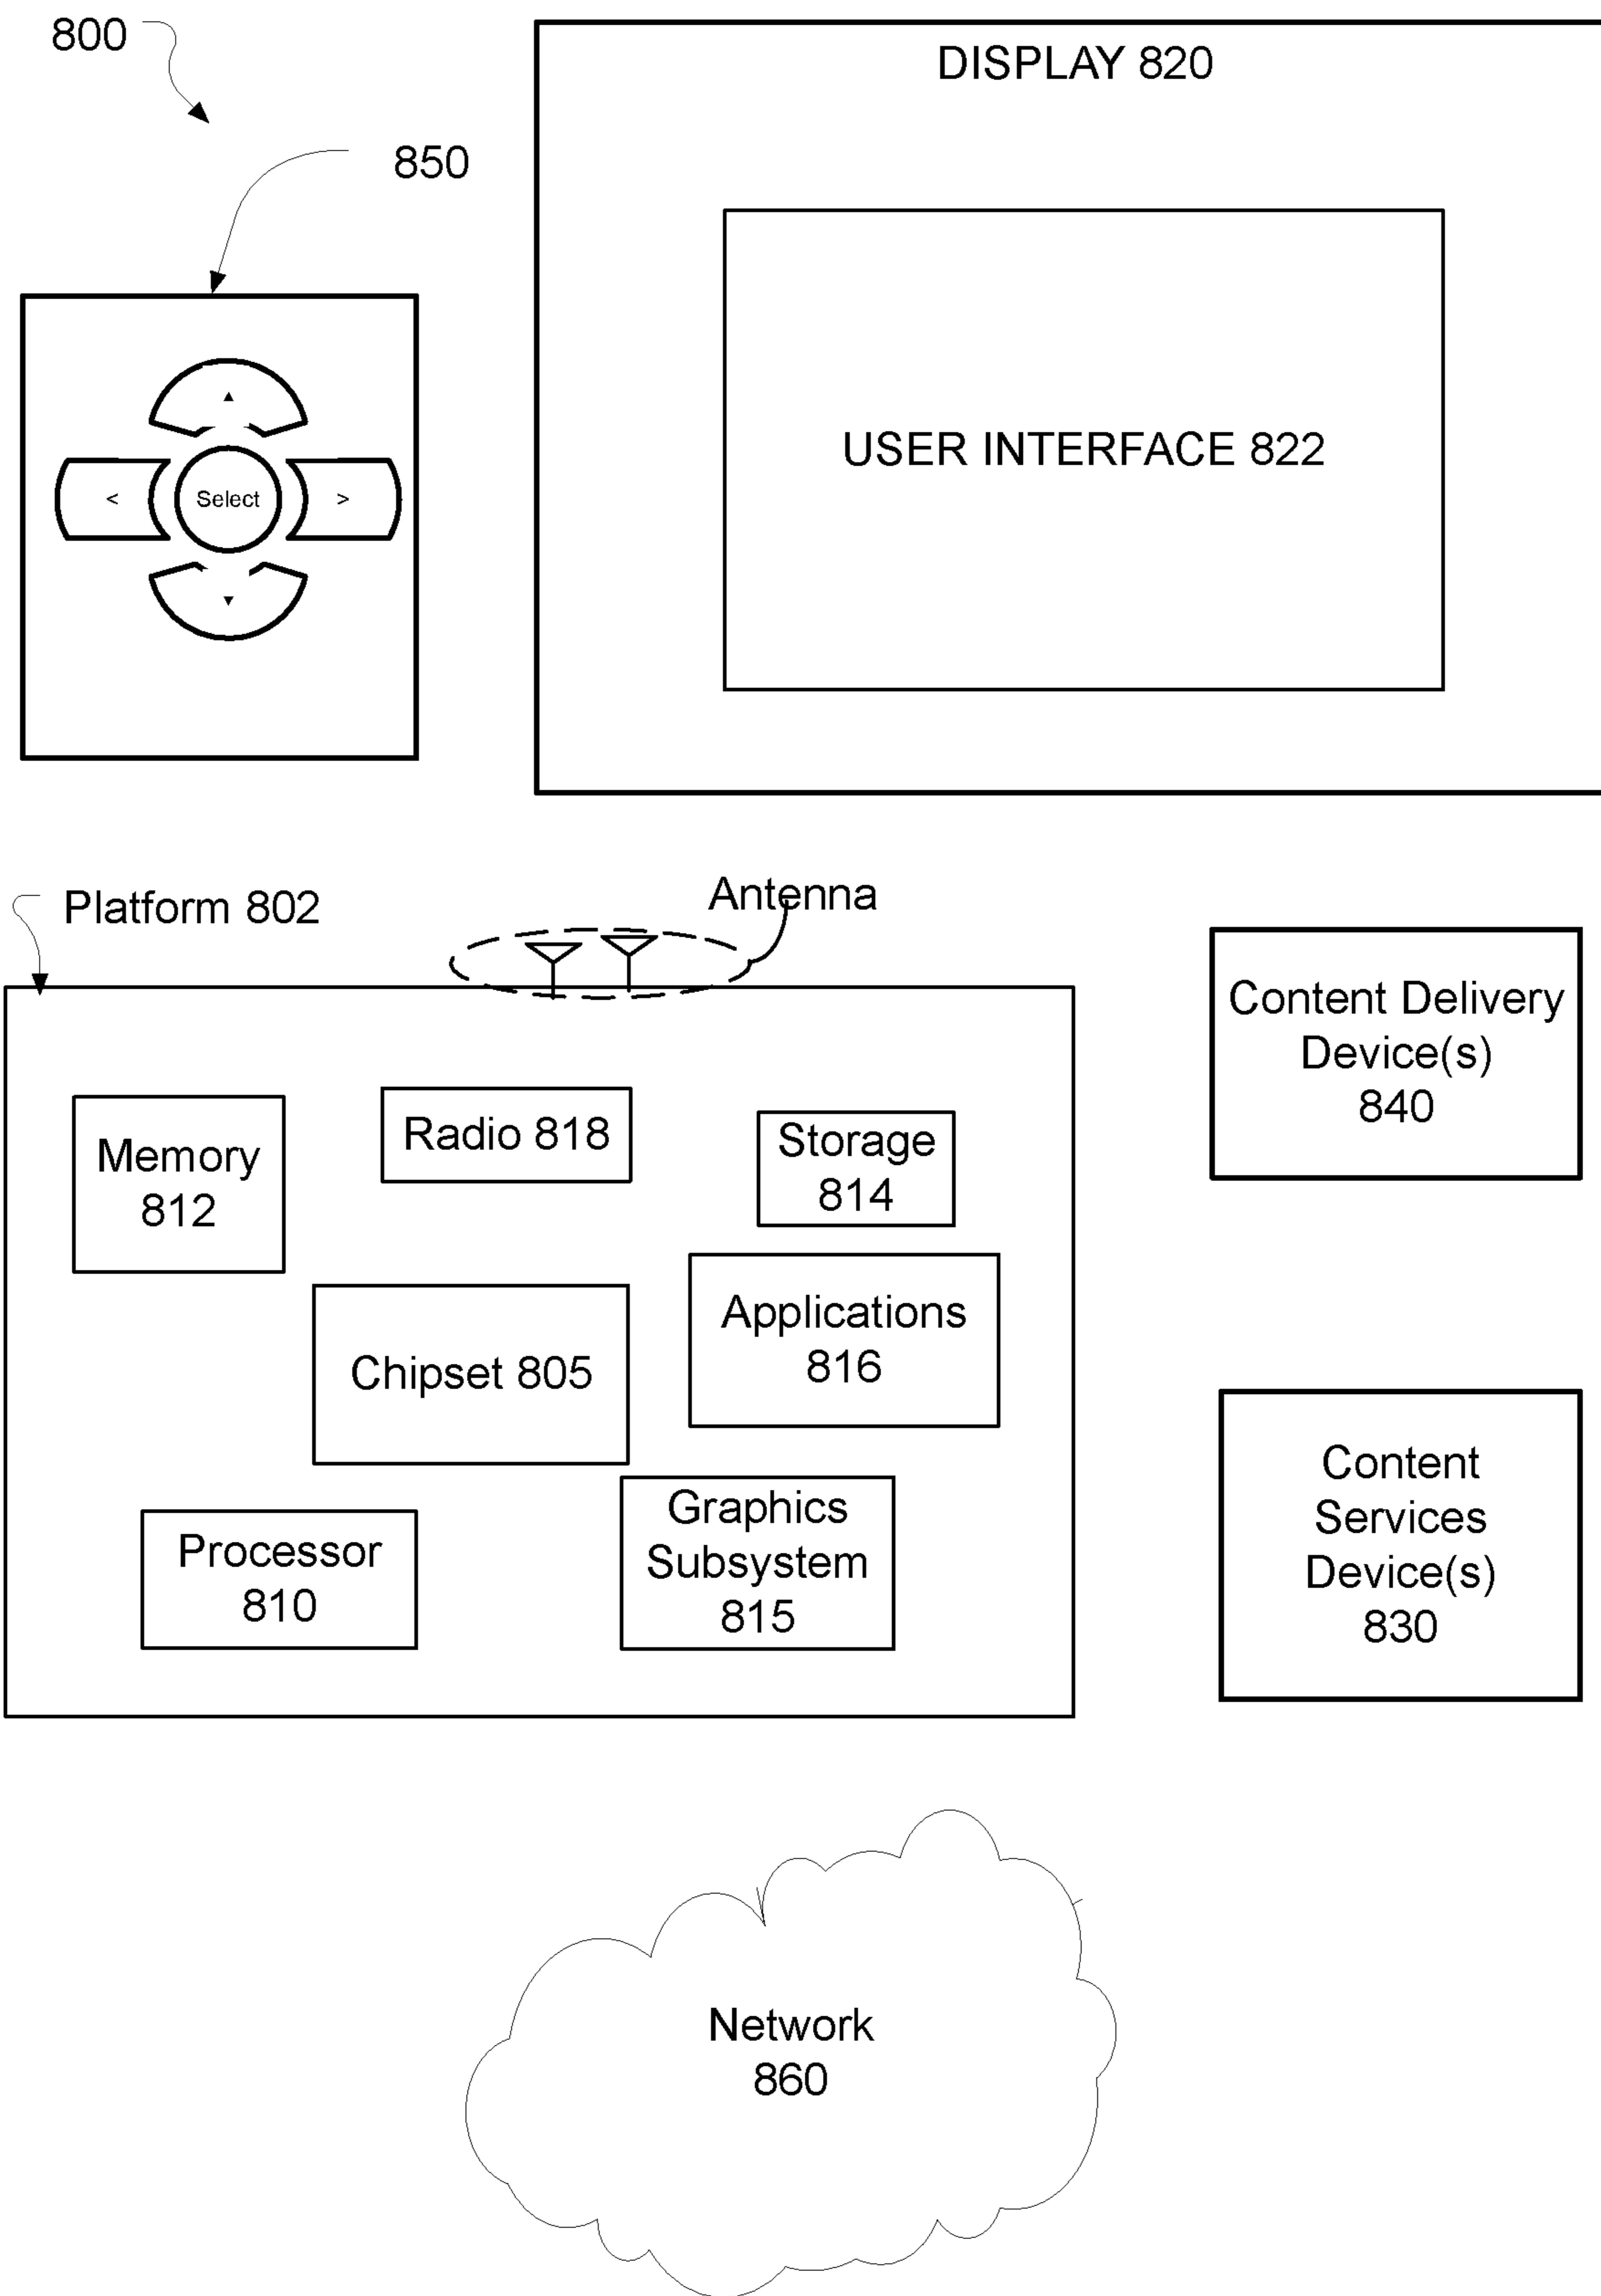 800
850
DISPLAY 820
USER INTERFACE 822
<
Select
>
Platform 802
Antenna
Memory
812
Radio 818
Storage
814
Chipset 805
Applications
816
Processor
810
Graphics
Subsystem
815
Content Delivery
Device(s)
840
Content
Services
Device(s)
830
Network
860